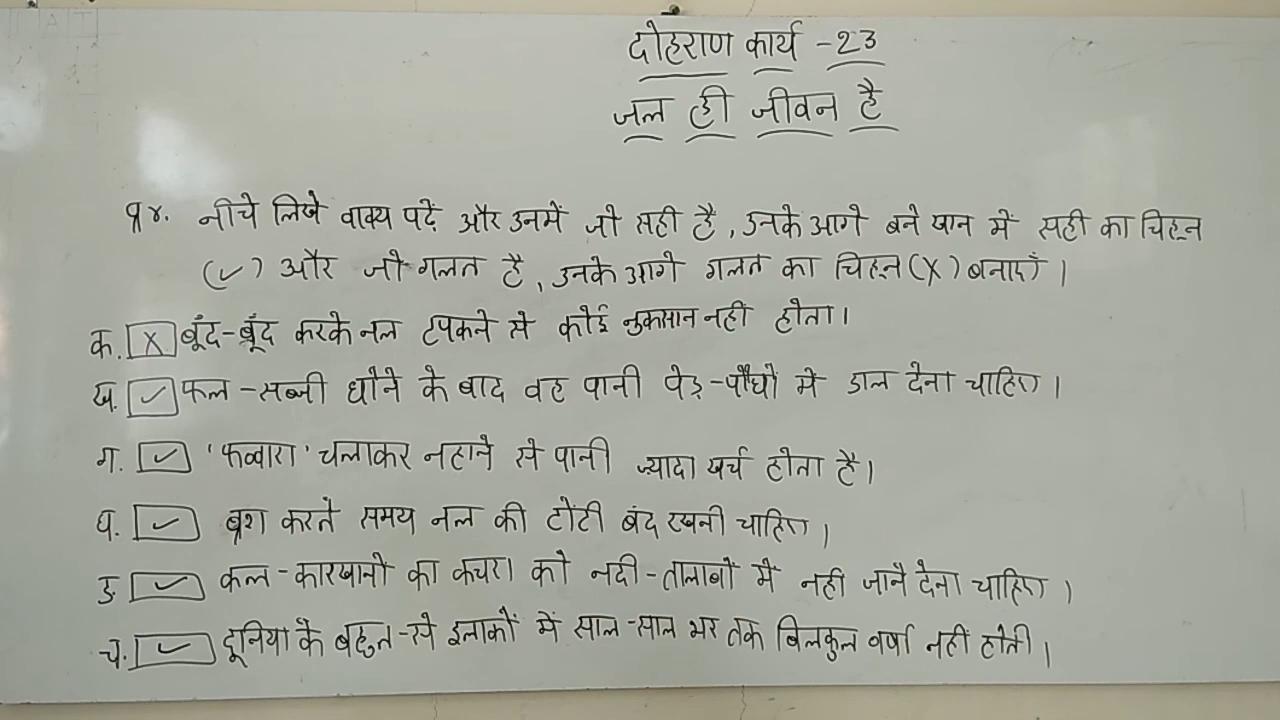 दोहराण कार्य - 23
जल ही जीवन है
प्र४. नीचे लिखे वाक्य पढ़ें और उनमें जो सही है, उनके आगे बने खान में सही का चिह्न
(✓) और जो गलत है, उनके आगे गलत का चिह्न (X) बनाएँ।
क. X बूँद-बूँद करके नल टपकने से कोई नुकसान नही होता।
ख. ✓ फल-सब्जी धोने के बाद वह पानी पेड़-पौधों में डाल देना चाहिए।
ग. ✓ 'फव्वारा' चलाकर नहाने से पानी ज़्यादा खर्च होता है।
घ. ✓ ब्रश करते समय नल की टोंटी बंद रखनी चाहिए।
ङ ✓ कल-कारखानो का कचरा को नदी-तालाबों में नही जाने देना चाहिए।
च. ✓ दूनिया के बहुत-से इलाकों में साल-साल भर तक बिलकुल वर्षा नही होती।